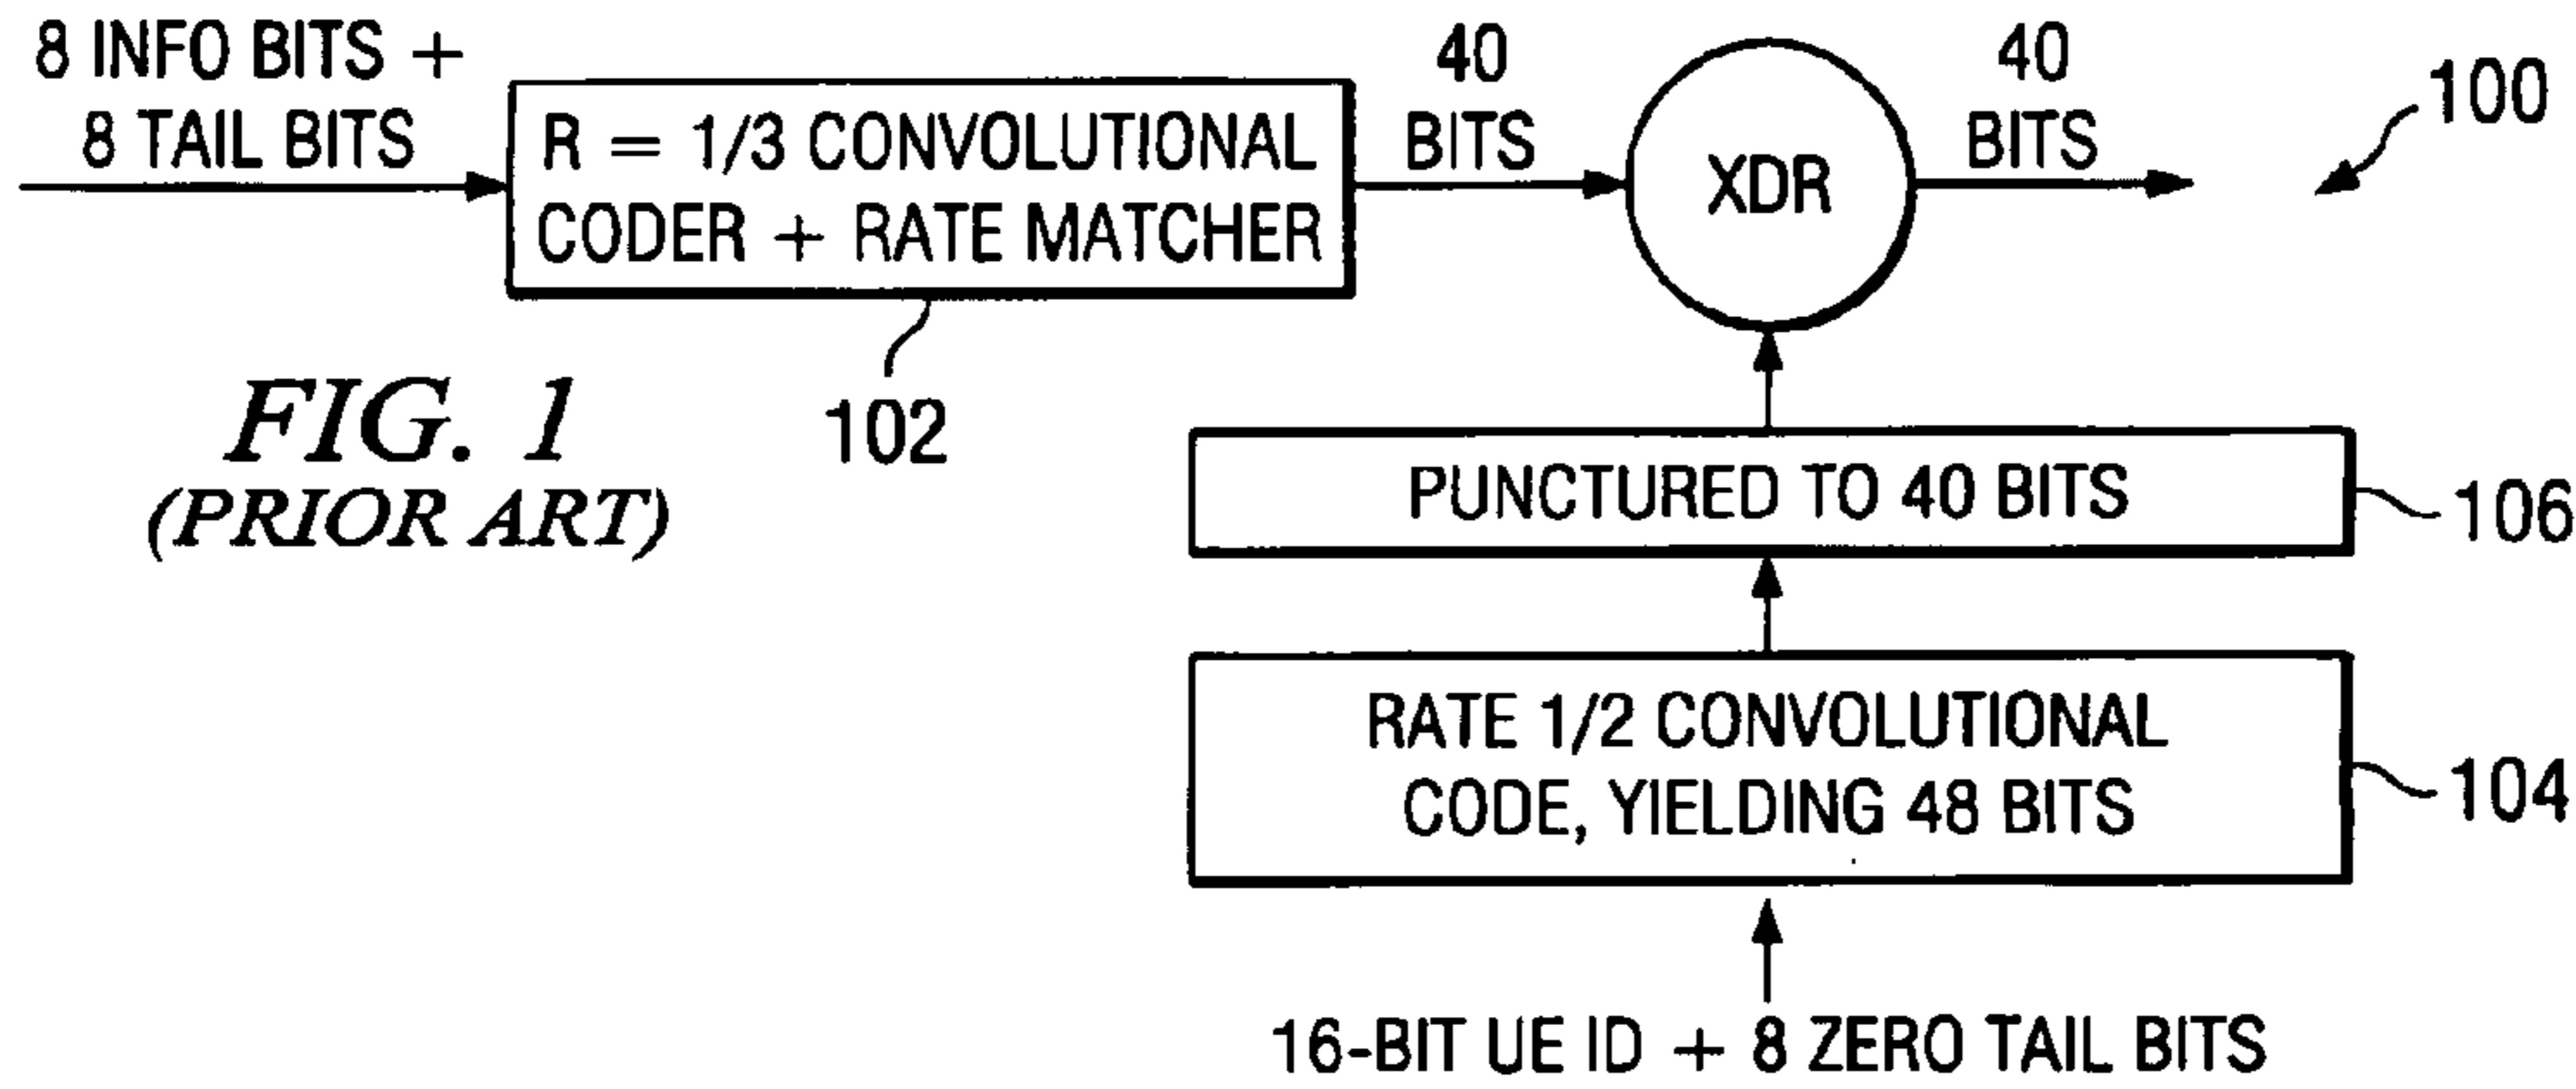 8 INFO BITS +
8 TAIL BITS
R = 1/3 CONVOLUTIONAL
CODER + RATE MATCHER
102
40
BITS
XDR
40
BITS
100
FIG. 1
(PRIOR ART)
PUNCTURED TO 40 BITS
106
RATE 1/2 CONVOLUTIONAL
CODE, YIELDING 48 BITS
104
16-BIT UE ID + 8 ZERO TAIL BITS